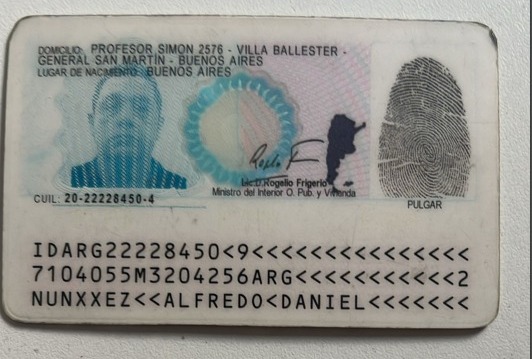 DOMICILIO: PROFESOR SIMON 2576 - VILLA BALLESTER -
GENERAL SAN MARTÍN - BUENOS AIRES
LUGAR DE NACIMIENTO: BUENOS AIRES
Lic.D.Rogelio Frigerio
Ministro del Interior O. Pub. y Vivienda
CUIL: 20-22228450-4
PULGAR
IDARG22228450<9<<<<<<<<<<<<<<<
7104055M3204256ARG<<<<<<<<<<<2
NUNXXEZ<<ALFREDO<DANIEL<<<<<<<